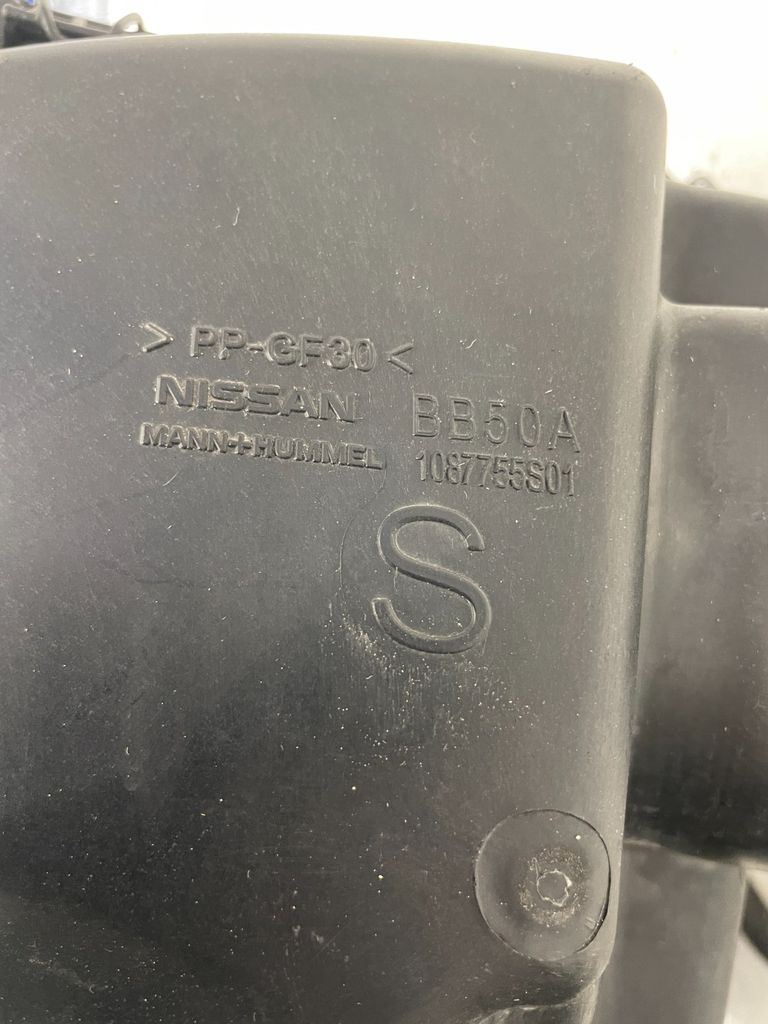 >PP-GF30<
NISSAN BB50A
MANN+HUMMEL 1087755S01
S